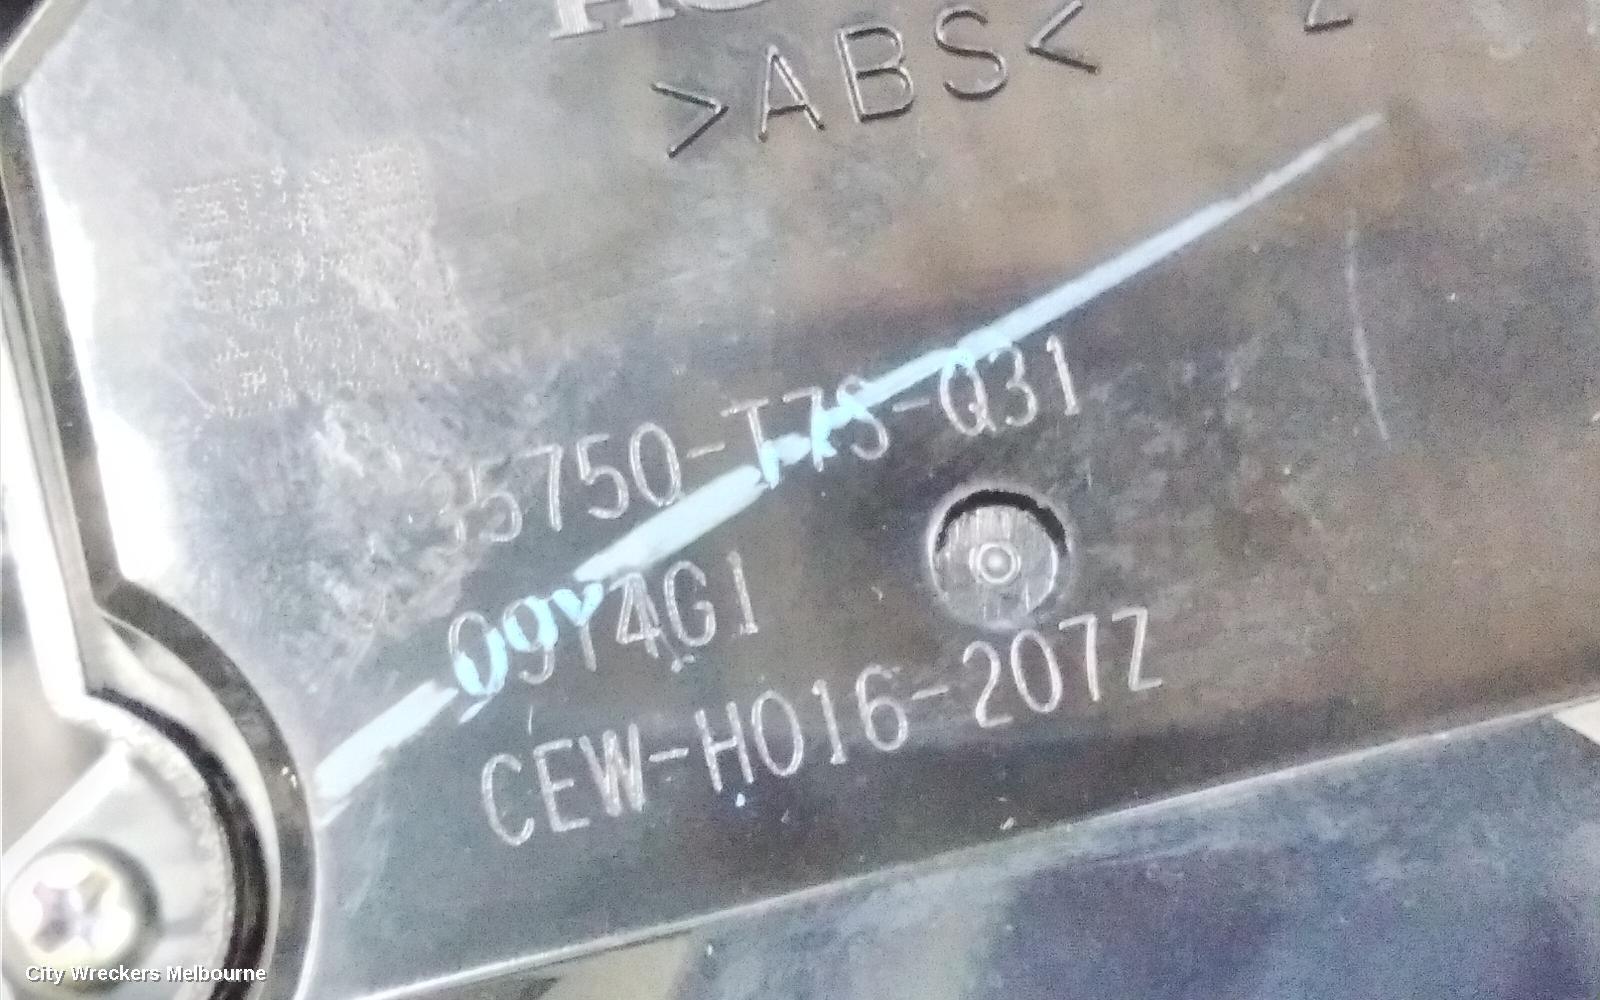 >ABS<
35750-T7S-Q31
09Y4G1
CEW-H016-207Z
City Wreckers Melbourne